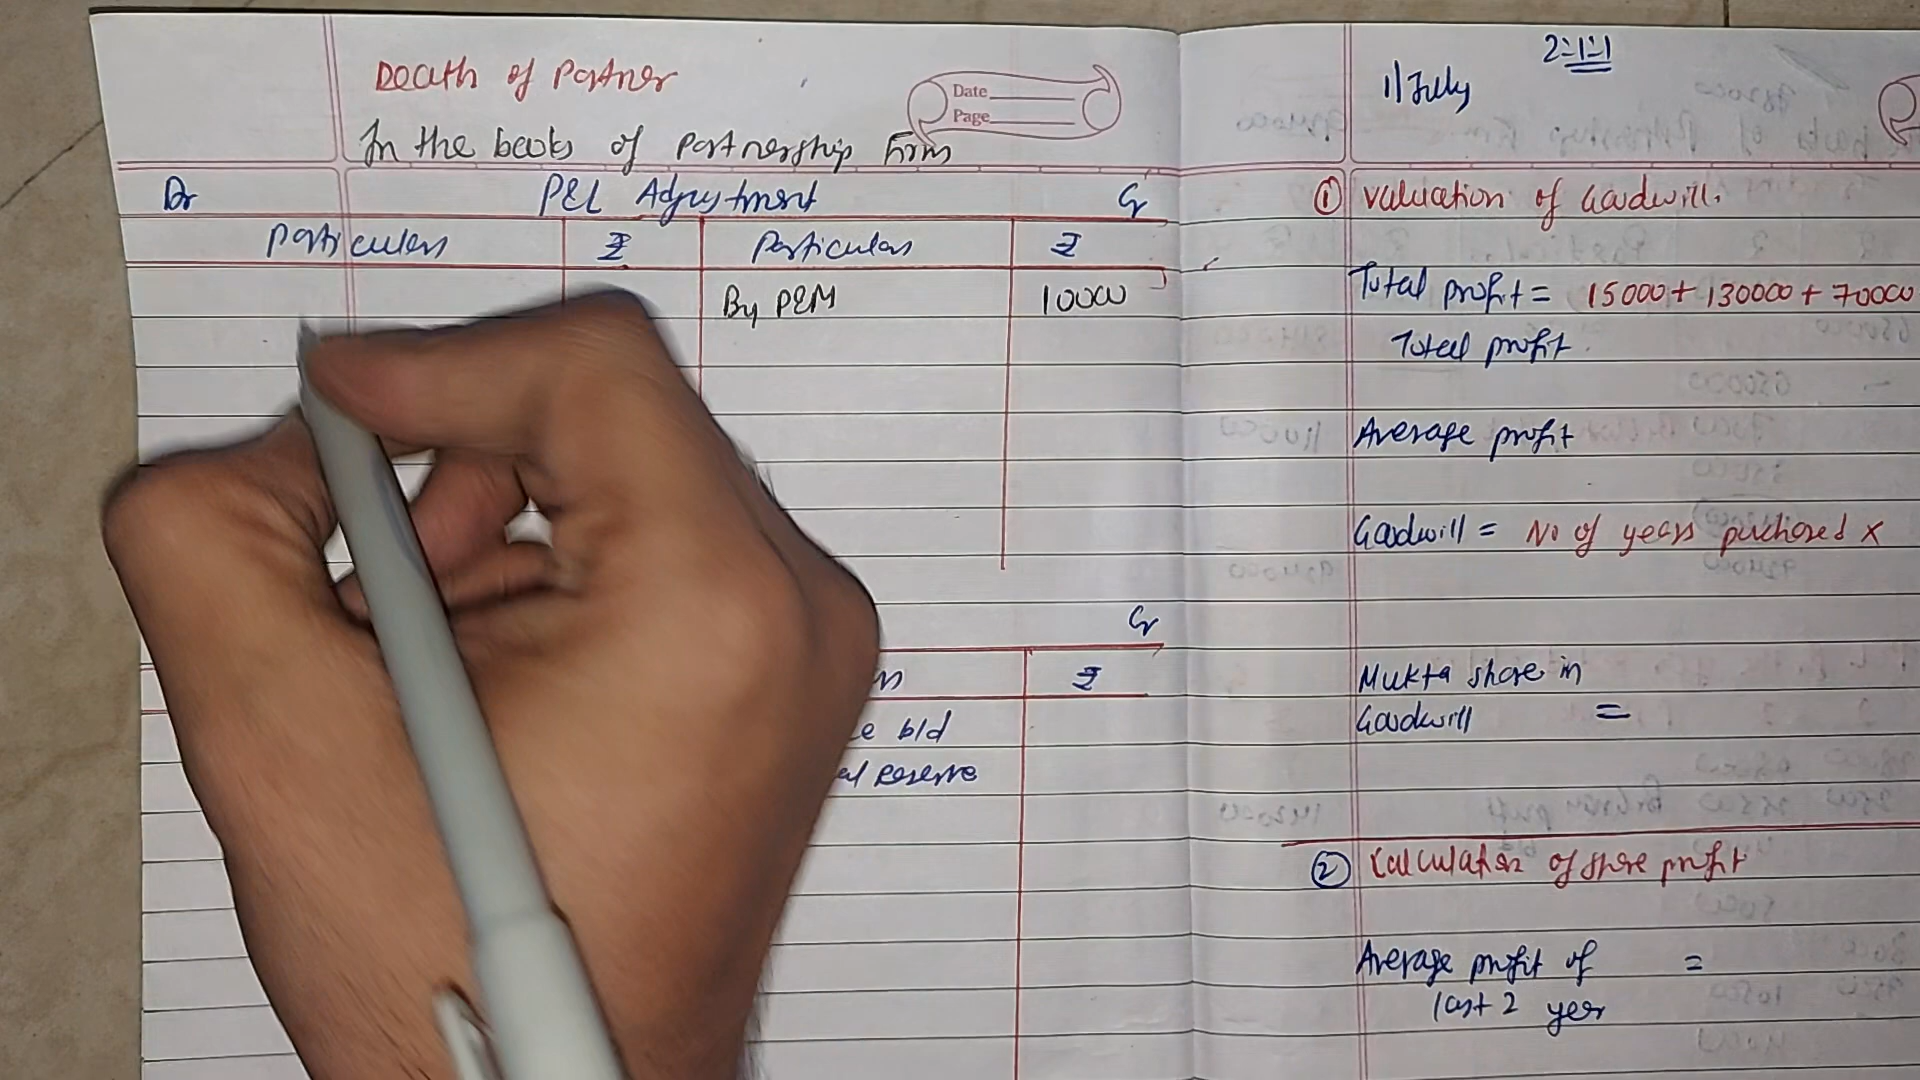 Death of Partner
Date
Page
In the books of Partnership Firm
Dr P&L Adjustment Cr
Particulars ₹ Particulars ₹
By P&M 10000
Cr
₹
e b/d
al Reserve
2:1:1
1/July
① Valuation of Goodwill.
Total profit = 15000 + 130000 + 70000
Total profit
Average profit
Goodwill = No of years purchased ×
Mukta share in
Goodwill =
② Calculation of share profit
Average profit of =
last 2 year